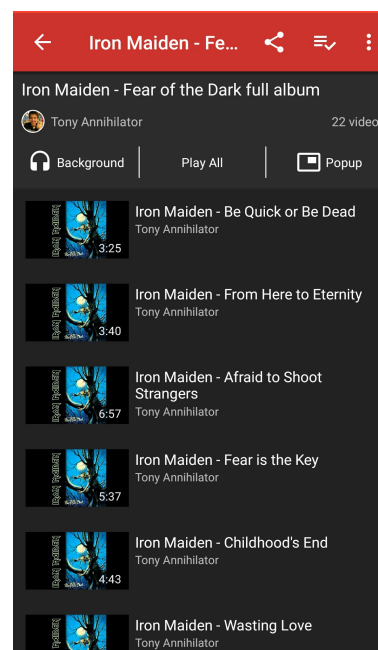 Iron Maiden - Fe...
Iron Maiden - Fear of the Dark full album
Tony Annihilator
22 video
Background
Play All
Popup
Iron Maiden - Be Quick or Be Dead
Tony Annihilator
3:25
Iron Maiden - From Here to Eternity
Tony Annihilator
3:40
Iron Maiden - Afraid to Shoot
Strangers
Tony Annihilator
6:57
Iron Maiden - Fear is the Key
Tony Annihilator
5:37
Iron Maiden - Childhood's End
Tony Annihilator
4:43
Iron Maiden - Wasting Love
Tony Annihilator